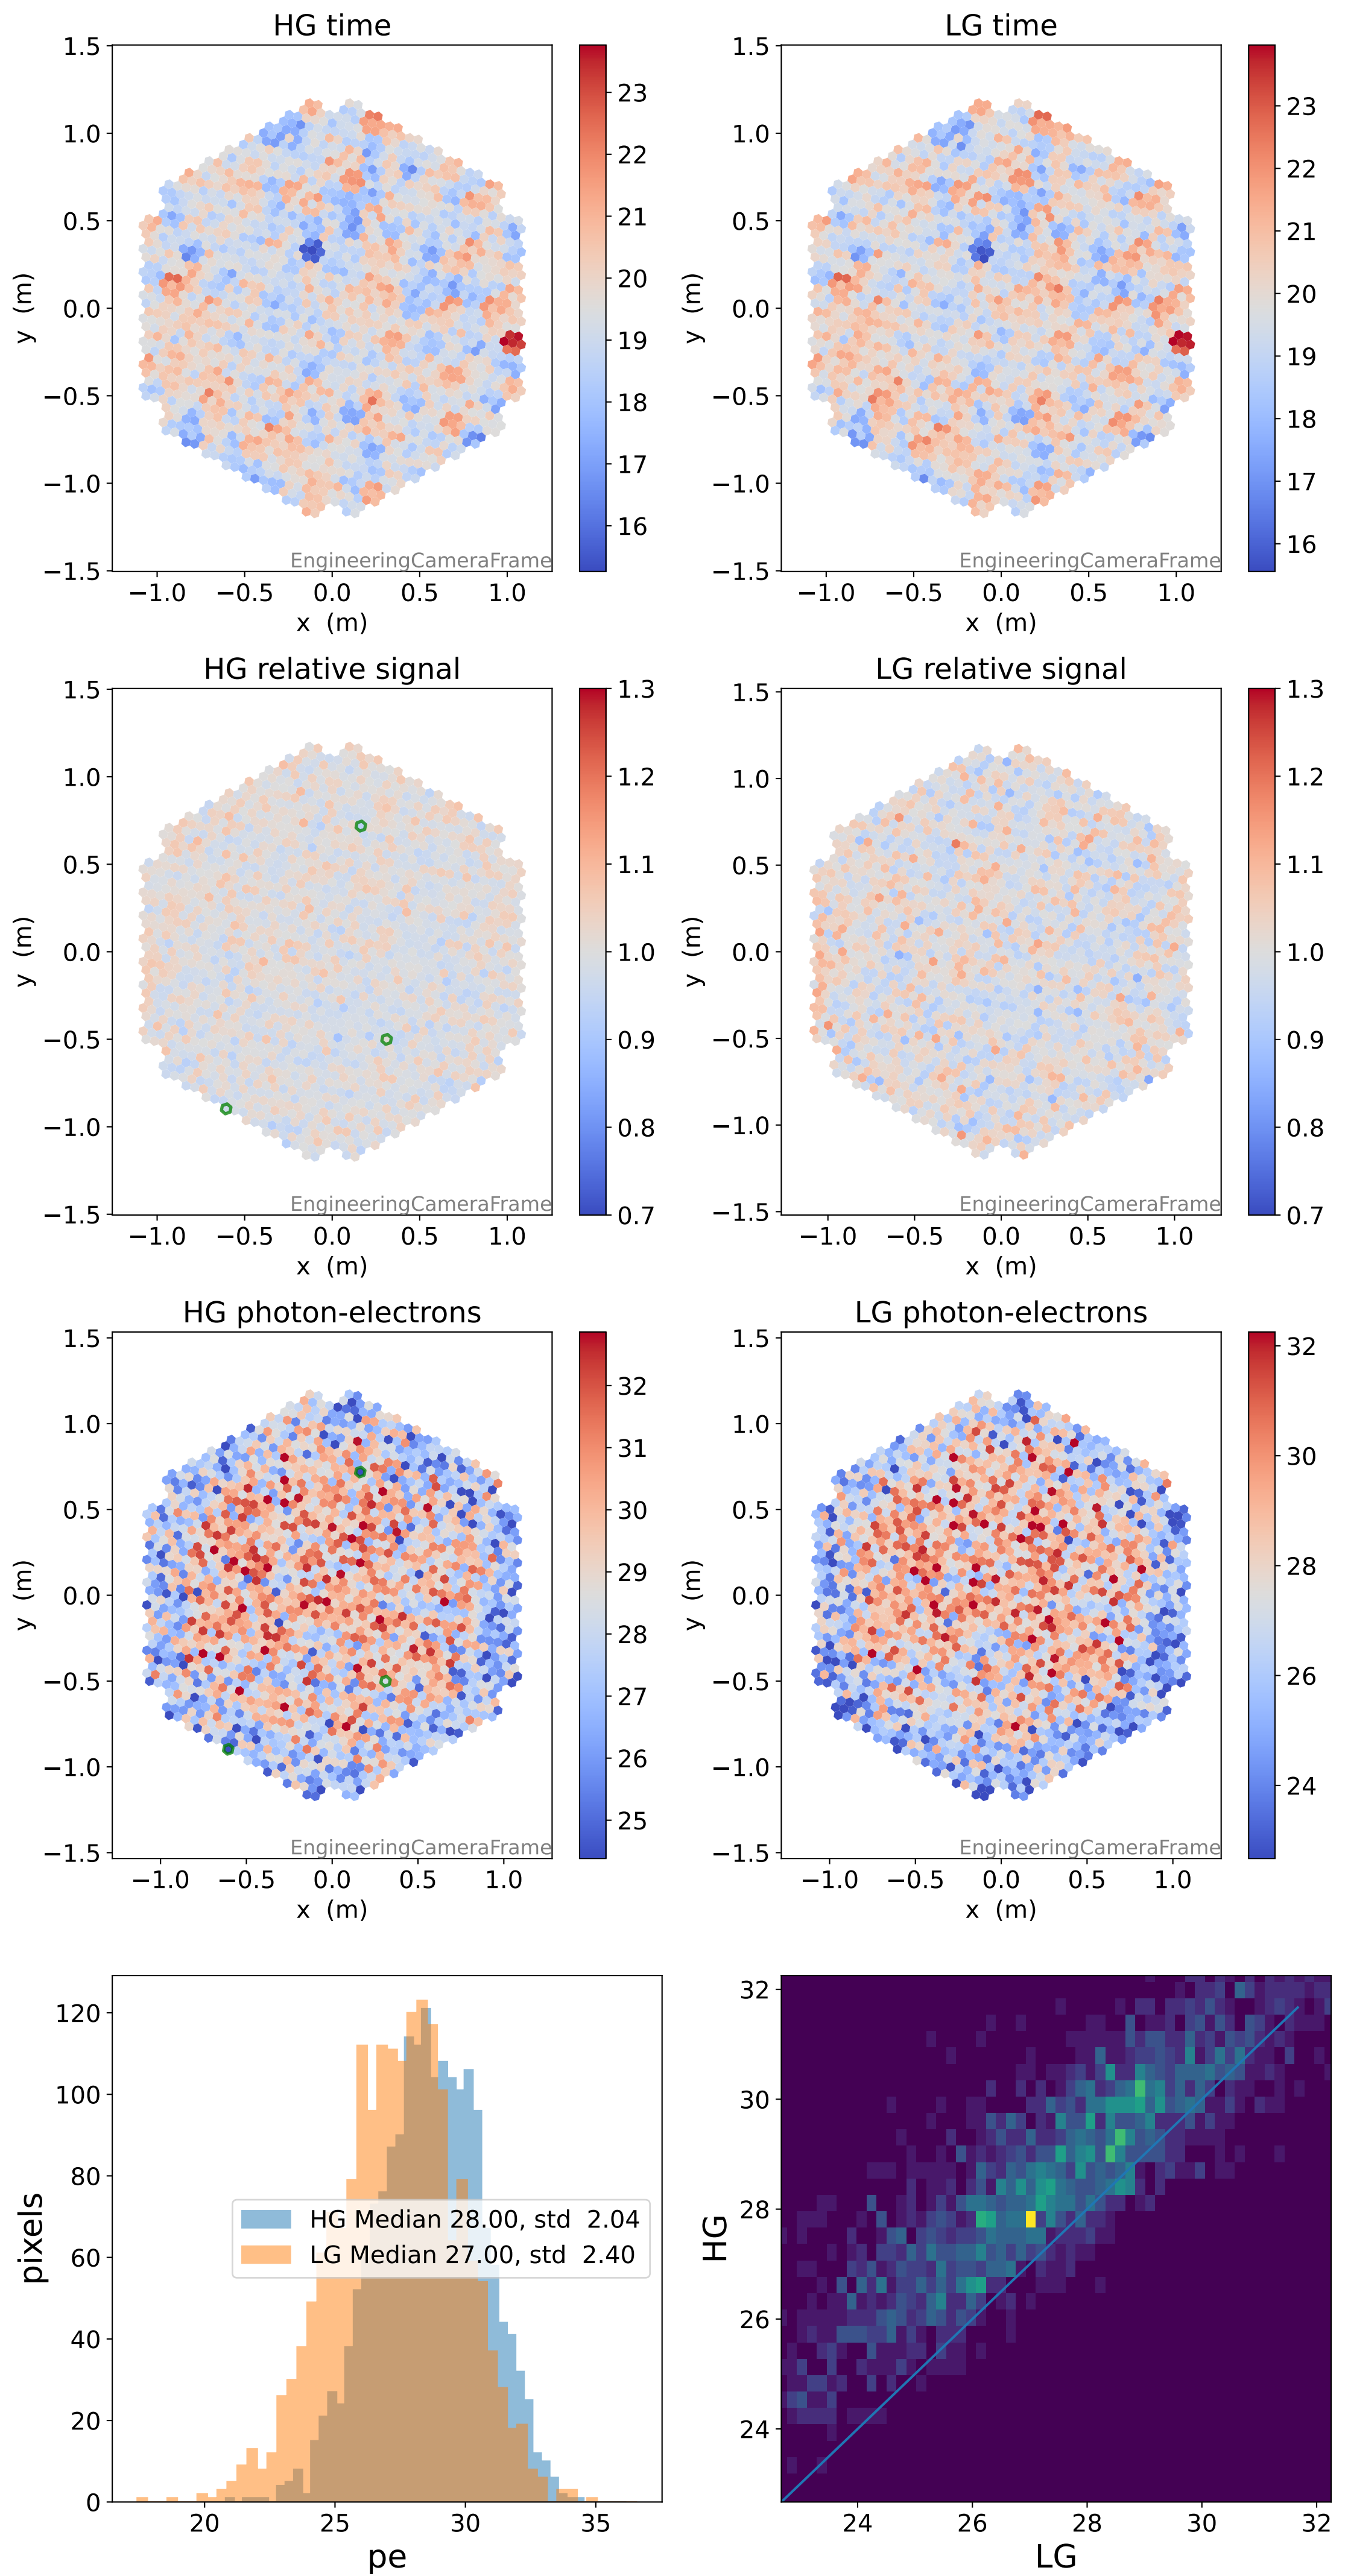 HG time
LG time
1.5
1.0
0.5
0.0
−0.5
−1.0
−1.5
y (m)
−1.0 −0.5 0.0 0.5 1.0
x (m)
EngineeringCameraFrame
23
22
21
20
19
18
17
16
1.5
1.0
0.5
0.0
−0.5
−1.0
−1.5
y (m)
−1.0 −0.5 0.0 0.5 1.0
x (m)
EngineeringCameraFrame
23
22
21
20
19
18
17
16
HG relative signal
LG relative signal
1.5
1.0
0.5
0.0
−0.5
−1.0
−1.5
y (m)
−1.0 −0.5 0.0 0.5 1.0
x (m)
EngineeringCameraFrame
1.3
1.2
1.1
1.0
0.9
0.8
0.7
1.5
1.0
0.5
0.0
−0.5
−1.0
−1.5
y (m)
−1.0 −0.5 0.0 0.5 1.0
x (m)
EngineeringCameraFrame
1.3
1.2
1.1
1.0
0.9
0.8
0.7
HG photon-electrons
LG photon-electrons
1.5
1.0
0.5
0.0
−0.5
−1.0
−1.5
y (m)
−1.0 −0.5 0.0 0.5 1.0
x (m)
EngineeringCameraFrame
32
31
30
29
28
27
26
25
1.5
1.0
0.5
0.0
−0.5
−1.0
−1.5
y (m)
−1.0 −0.5 0.0 0.5 1.0
x (m)
EngineeringCameraFrame
32
30
28
26
24
120
100
80
60
40
20
0
pixels
HG Median 28.00, std 2.04
LG Median 27.00, std 2.40
20 25 30 35
pe
32
30
28
26
24
HG
24 26 28 30 32
LG